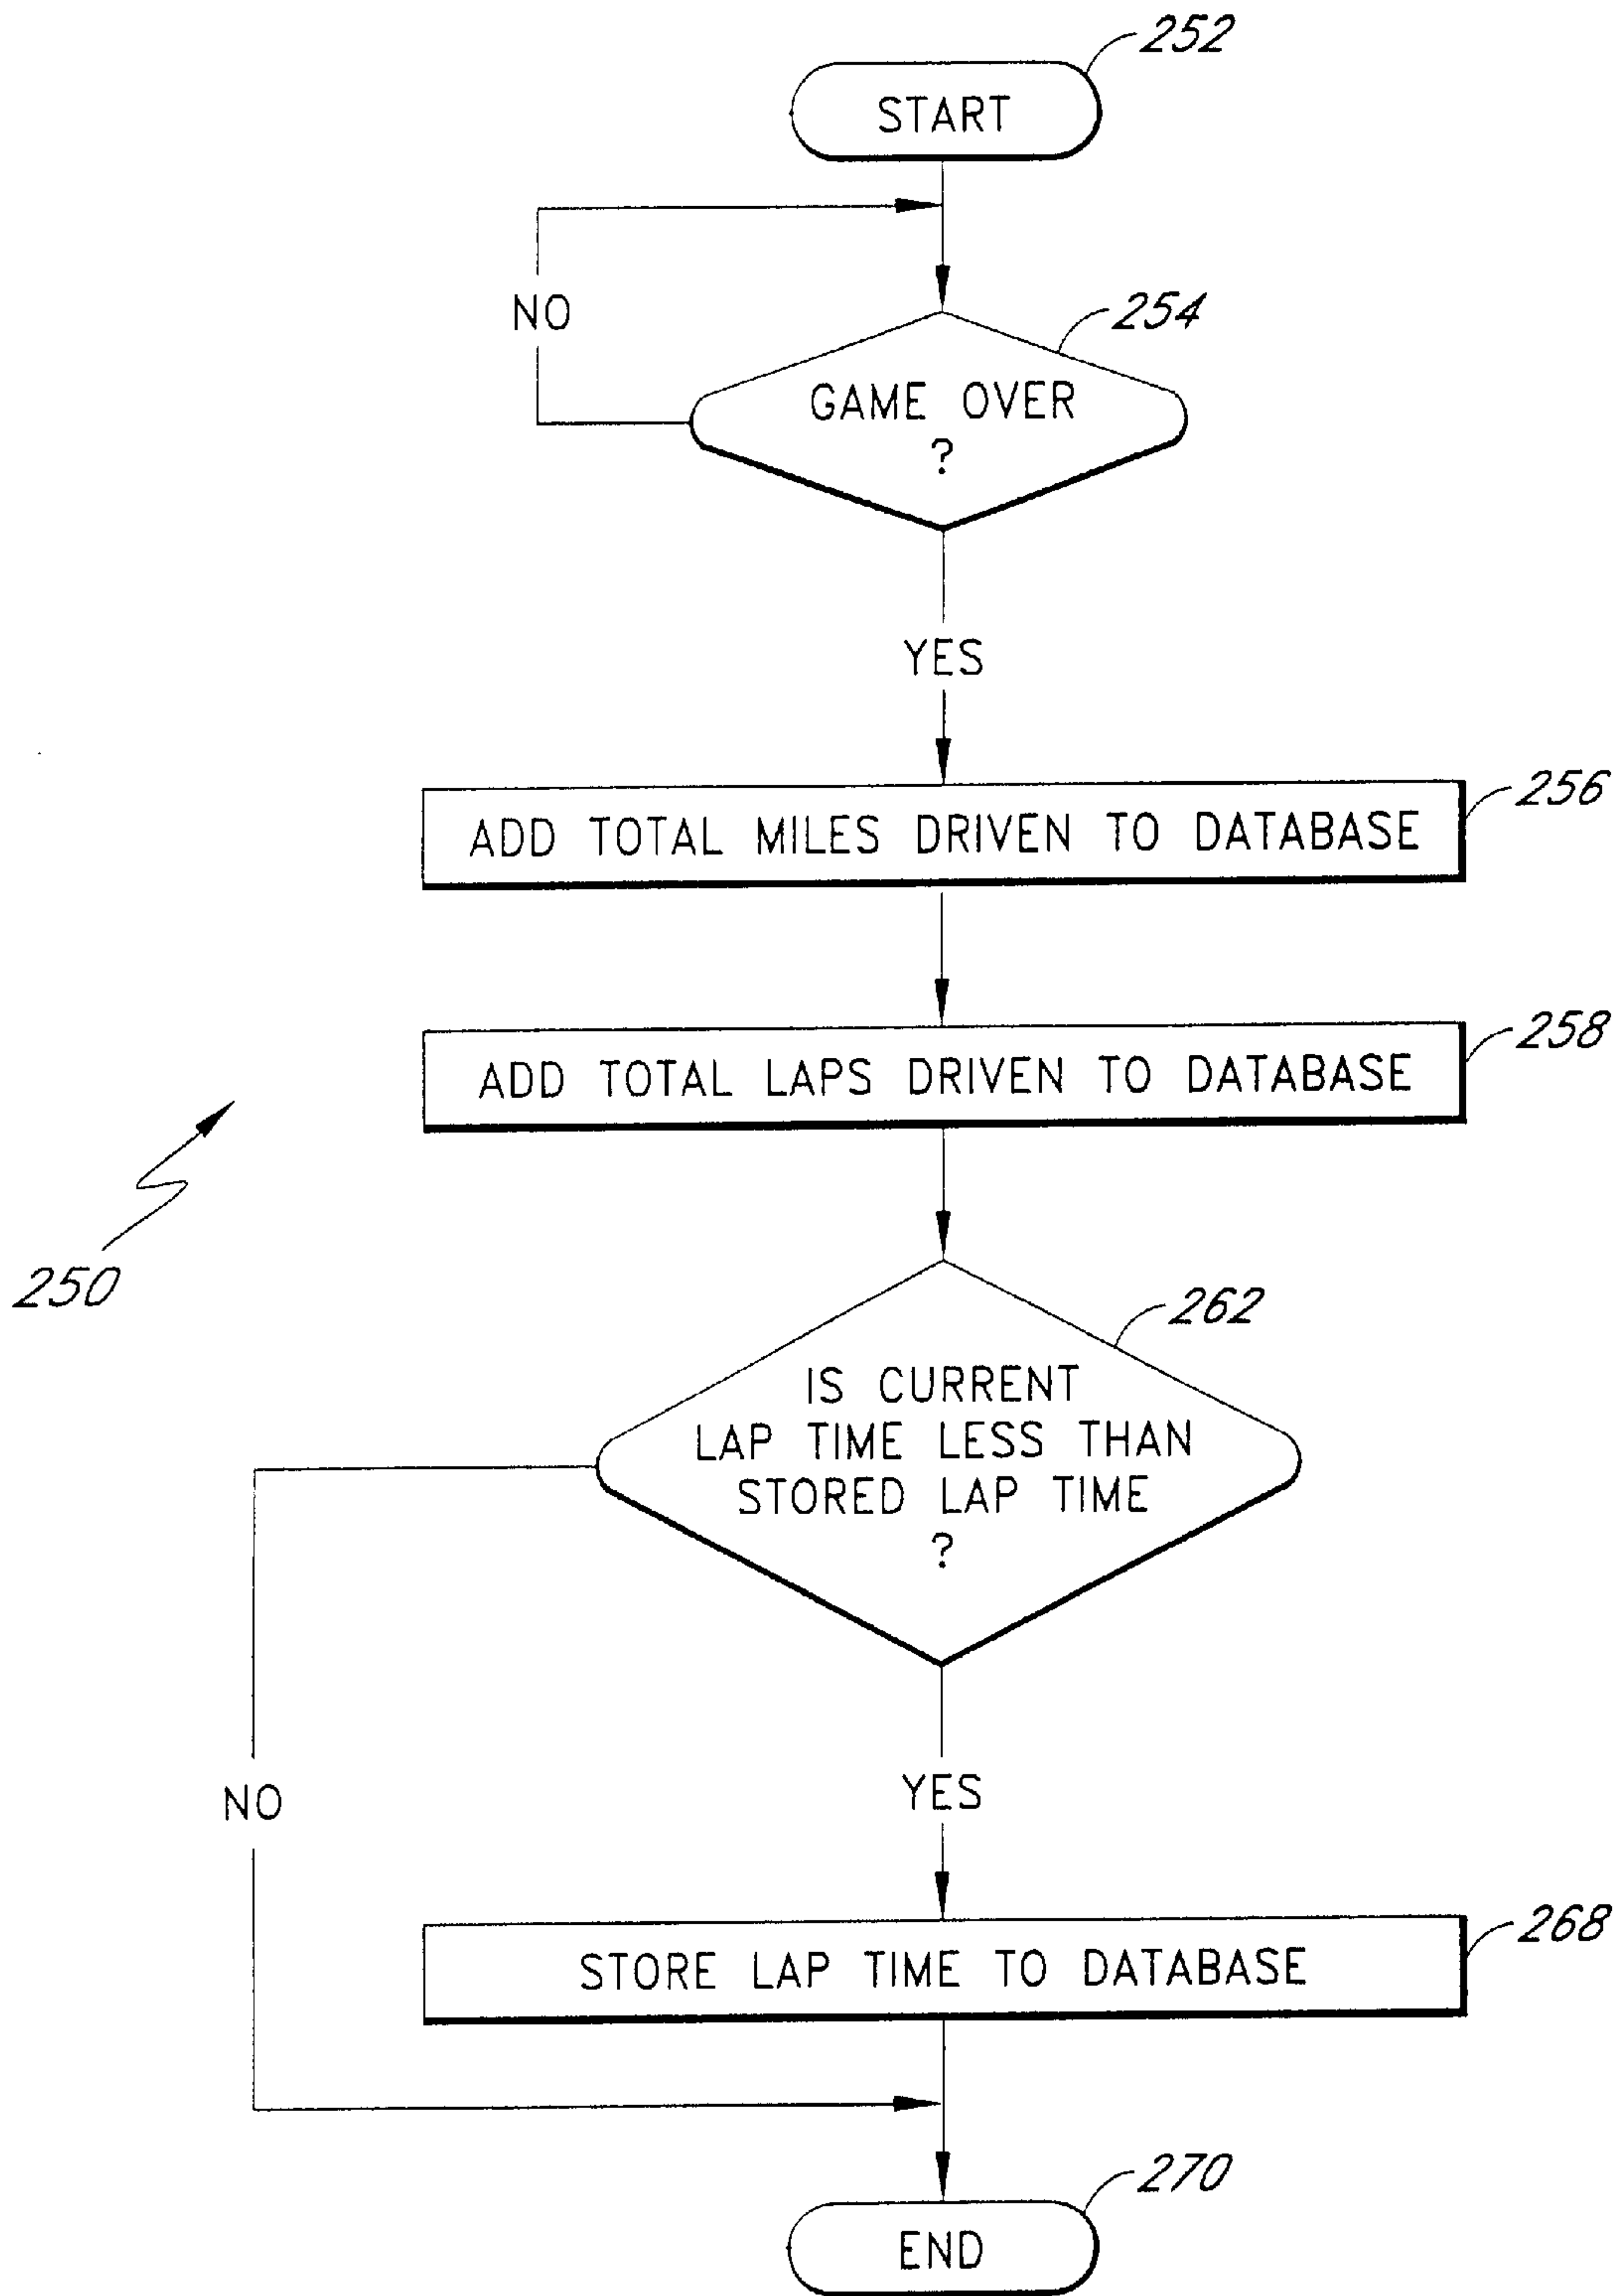 252
START
NO
254
GAME OVER
?
YES
256
ADD TOTAL MILES DRIVEN TO DATABASE
258
ADD TOTAL LAPS DRIVEN TO DATABASE
250
262
IS CURRENT
LAP TIME LESS THAN
STORED LAP TIME
?
YES
NO
268
STORE LAP TIME TO DATABASE
270
END